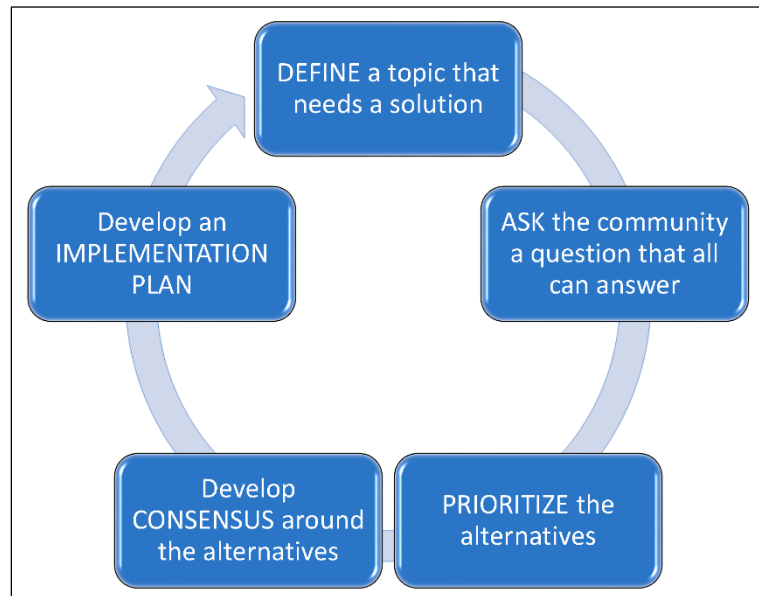 DEFINE a topic that
needs a solution
ASK the community
a question that all
can answer
PRIORITIZE the
alternatives
Develop
CONSENSUS around
the alternatives
Develop an
IMPLEMENTATION
PLAN